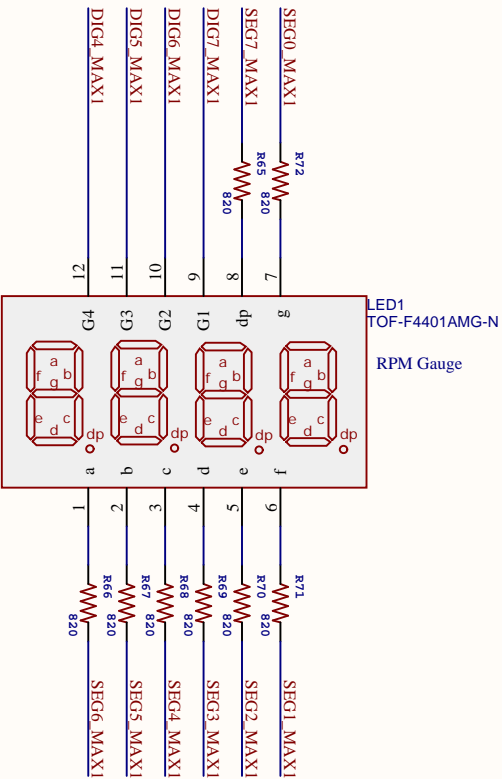 DIG4_MAX1
DIG5_MAX1
DIG6_MAX1
DIG7_MAX1
SEG7_MAX1
SEG0_MAX1
R65
820
R72
820
12
11
10
9
8
7
G4
G3
G2
G1
dp
g
LED1
TOF-F4401AMG-N
RPM Gauge
a
f
b
g
e
c
d
dp
a
f
b
g
e
c
d
dp
a
f
b
g
e
c
d
dp
a
f
b
g
e
c
d
dp
a
b
c
d
e
f
1
2
3
4
5
6
R66
820
R67
820
R68
820
R69
820
R70
820
R71
820
SEG6_MAX1
SEG5_MAX1
SEG4_MAX1
SEG3_MAX1
SEG2_MAX1
SEG1_MAX1